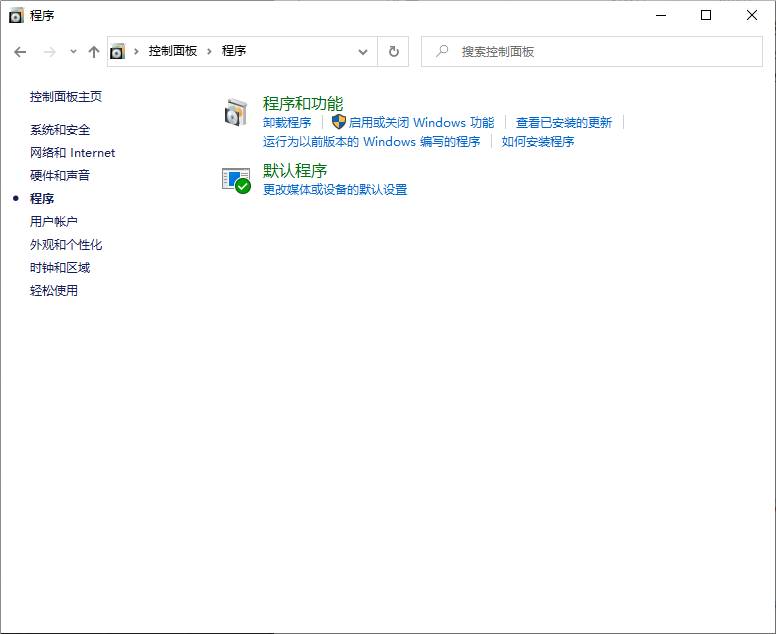 程序
控制面板 程序
搜索控制面板
控制面板主页
系统和安全
网络和 Internet
硬件和声音
程序
用户帐户
外观和个性化
时钟和区域
轻松使用
程序和功能
卸载程序 启用或关闭 Windows 功能 查看已安装的更新
运行为以前版本的 Windows 编写的程序 如何安装程序
默认程序
更改媒体或设备的默认设置